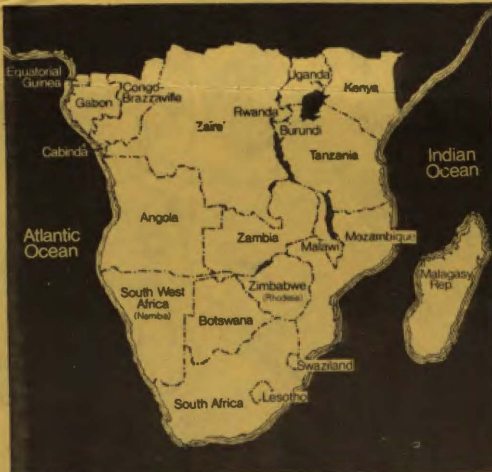 Equatorial
Guinea
Gabon
Congo-
Brazzaville
Uganda
Kenya
Rwanda
Zaire
Burundi
Cabinda
Tanzania
Indian
Ocean
Angola
Atlantic
Ocean
Zambia
Malawi
Mozambique
Malagasy
Rep.
South West
Africa
(Namibia)
Zimbabwe
(Rhodesia)
Botswana
Swaziland
South Africa
Lesotho